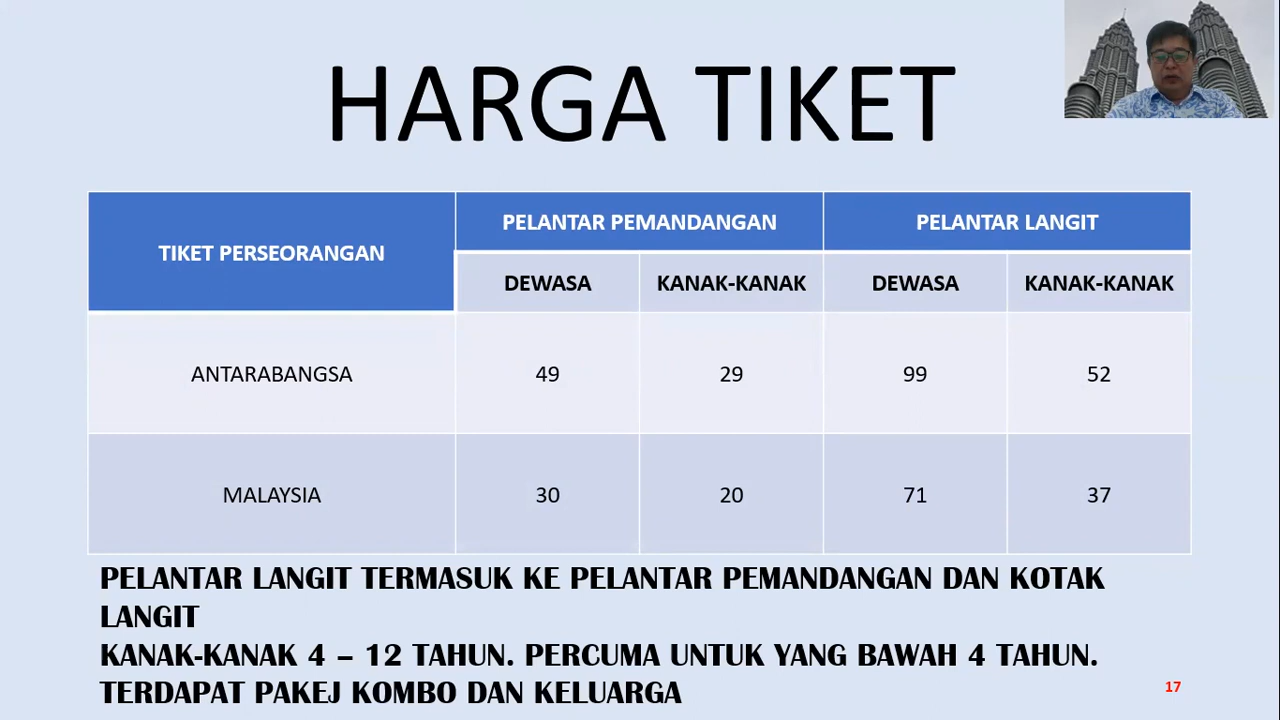 HARGA TIKET
TIKET PERSEORANGAN
PELANTAR PEMANDANGAN
PELANTAR LANGIT
DEWASA
KANAK-KANAK
DEWASA
KANAK-KANAK
ANTARABANGSA
49
29
99
52
MALAYSIA
30
20
71
37
PELANTAR LANGIT TERMASUK KE PELANTAR PEMANDANGAN DAN KOTAK
LANGIT
KANAK-KANAK 4 – 12 TAHUN. PERCUMA UNTUK YANG BAWAH 4 TAHUN.
TERDAPAT PAKEJ KOMBO DAN KELUARGA
17